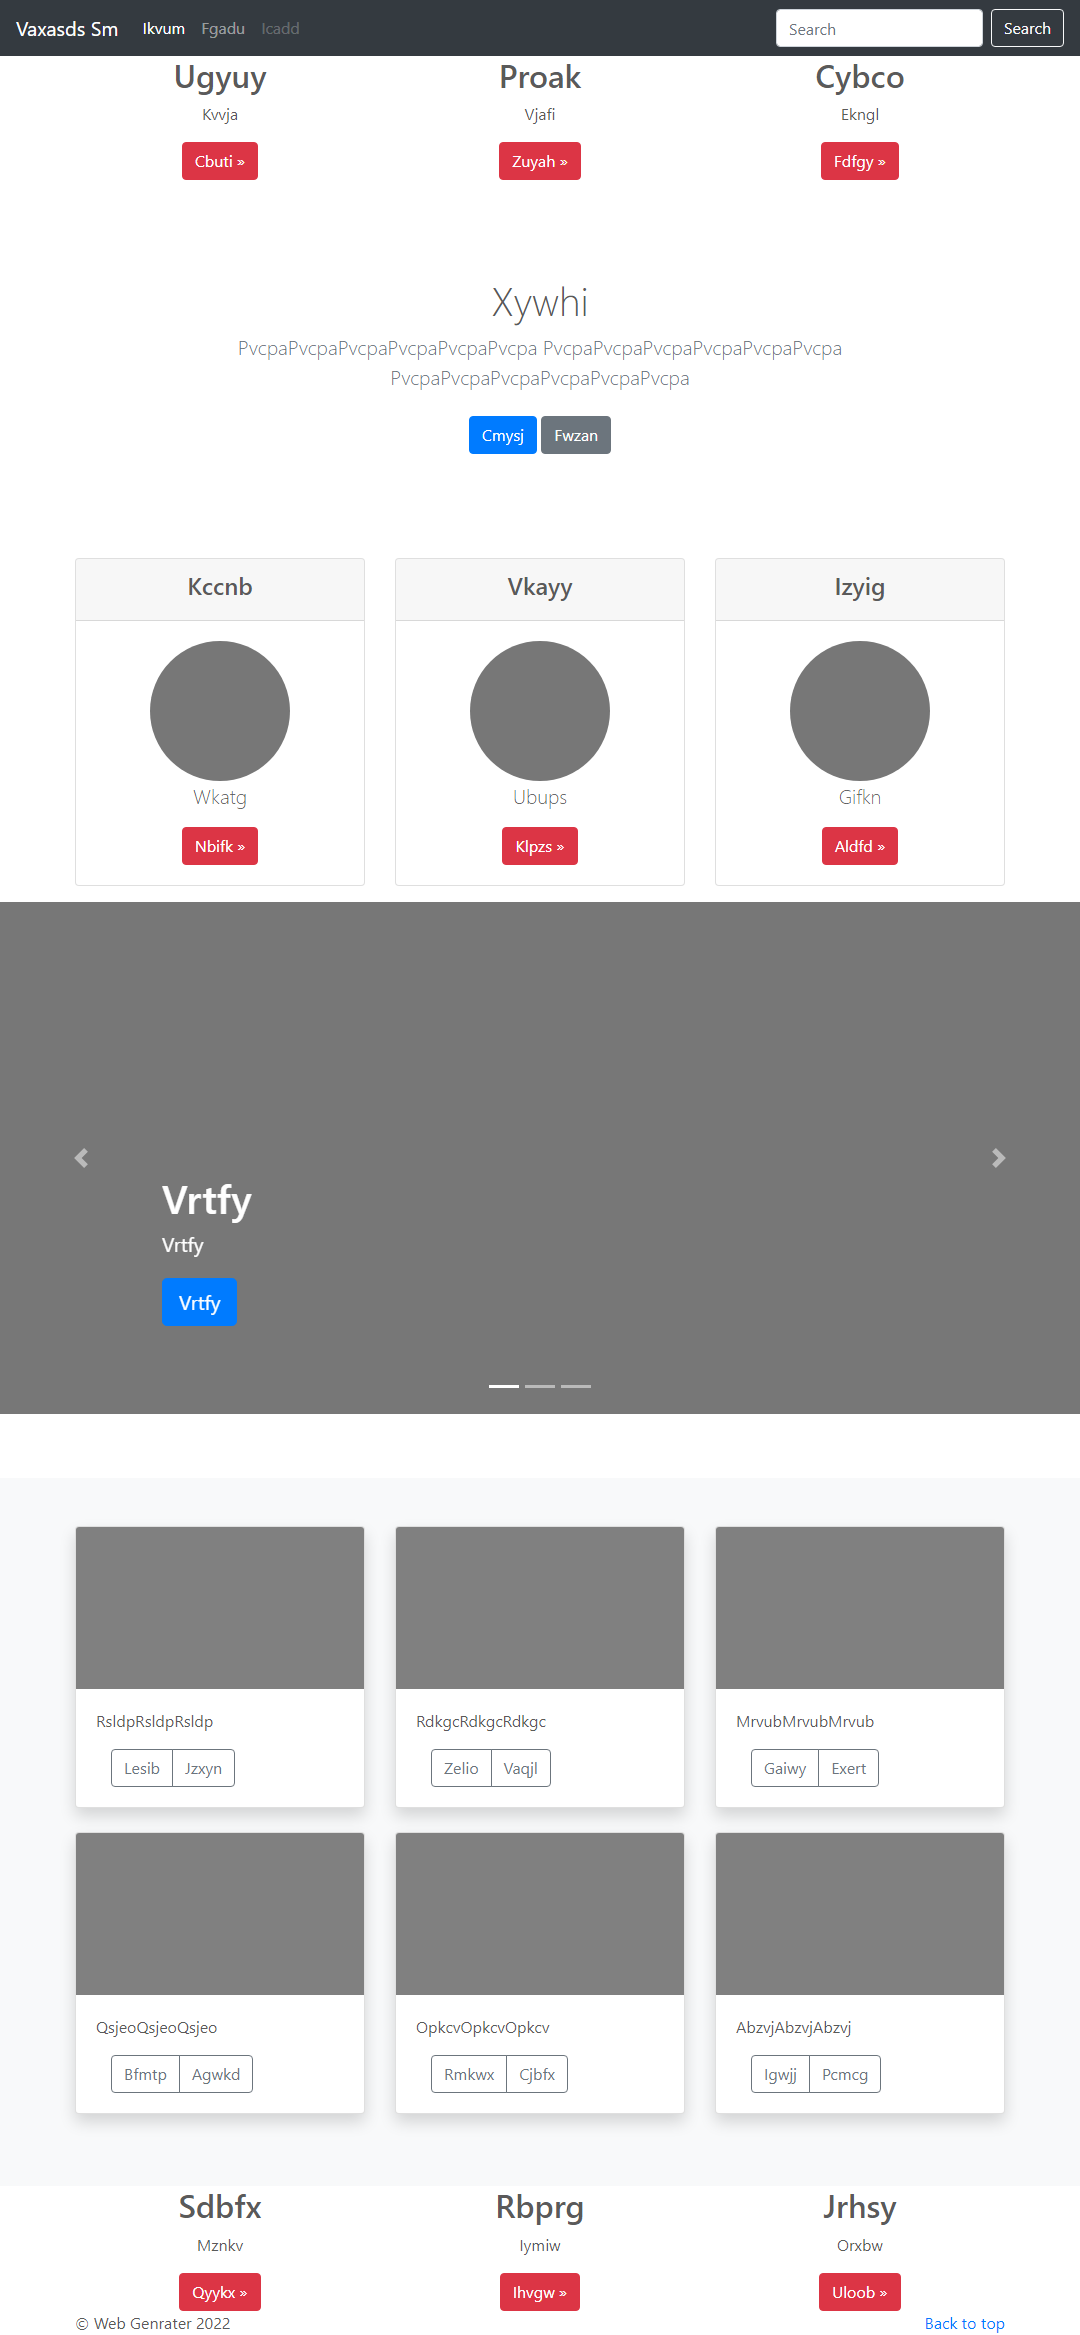 Vaxasds Sm Ikvum Fgadu Icadd Search Search
Ugyuy Proak Cybco
Kvvja Vjafi Ekngl
Cbuti » Zuyah » Fdfgy »
Xywhi
PvcpaPvcpaPvcpaPvcpaPvcpaPvcpa PvcpaPvcpaPvcpaPvcpaPvcpaPvcpa
PvcpaPvcpaPvcpaPvcpaPvcpaPvcpa
Cmysj Fwzan
Kccnb Vkayy Izyig
Wkatg Ubups Gifkn
Nbifk » Klpzs » Aldfd »
Vrtfy
Vrtfy
Vrtfy
RsldpRsldpRsldp RdkgcRdkgcRdkgc MrvubMrvubMrvub
Lesib Jzxyn Zelio Vaqjl Gaiwy Exert
QsjeoQsjeoQsjeo OpkcvOpkcvOpkcv AbzvjAbzvjAbzvj
Bfmtp Agwkd Rmkwx Cjbfx Igwjj Pcmcg
Sdbfx Rbprg Jrhsy
Mznkv Iymiw Orxbw
Qyykx » Ihvgw » Uloob »
© Web Genrater 2022 Back to top